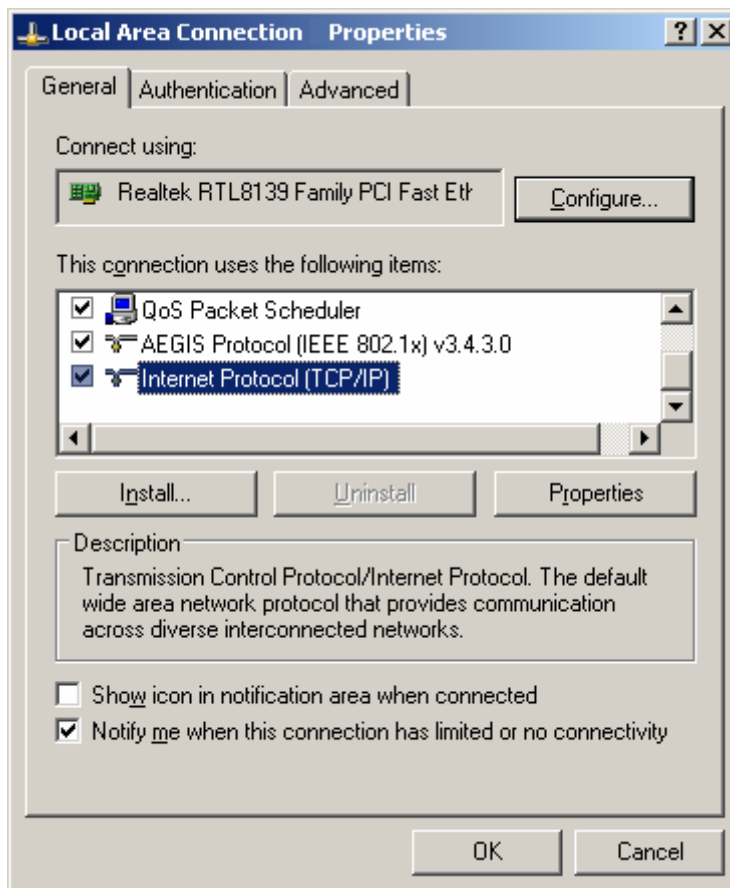 Local Area Connection Properties
General Authentication Advanced
Connect using:
Realtek RTL8139 Family PCI Fast Eth
Configure...
This connection uses the following items:
QoS Packet Scheduler
AEGIS Protocol (IEEE 802.1x) v3.4.3.0
Internet Protocol (TCP/IP)
Install... Uninstall Properties
Description
Transmission Control Protocol/Internet Protocol. The default
wide area network protocol that provides communication
across diverse interconnected networks.
Show icon in notification area when connected
Notify me when this connection has limited or no connectivity
OK Cancel